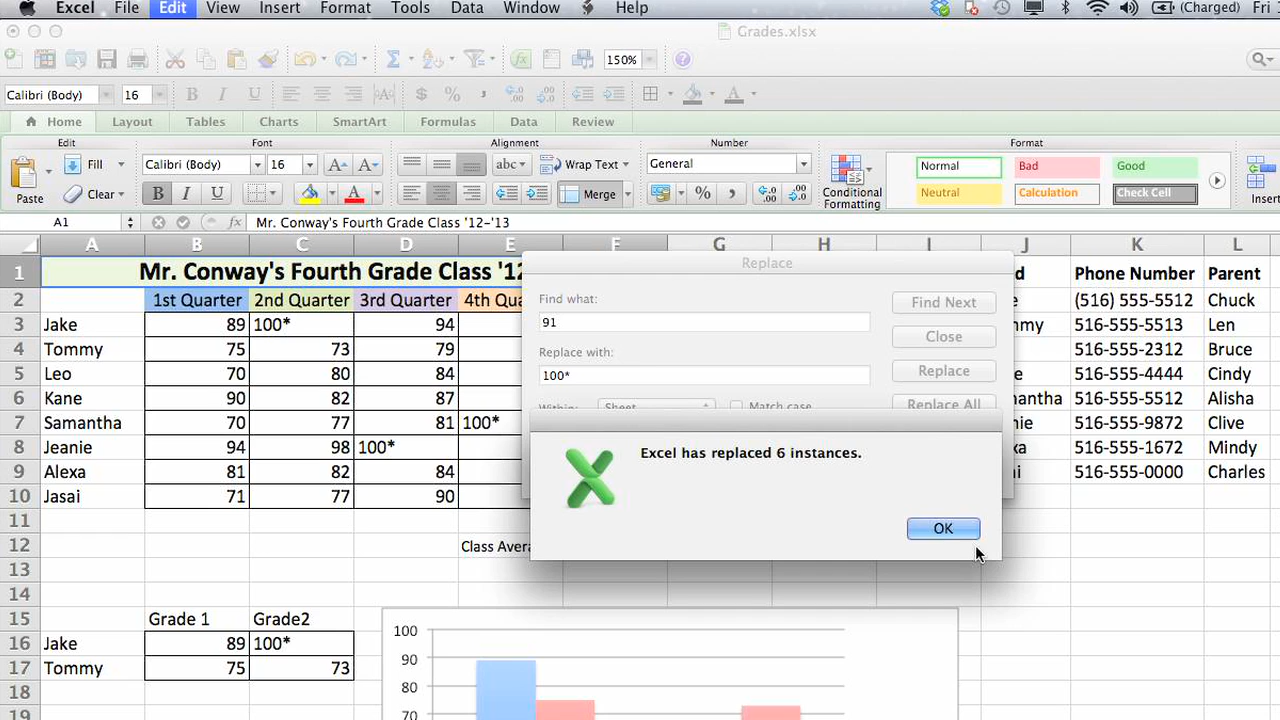 Excel File Edit View Insert Format Tools Data Window Help (Charged) Fri
Grades.xlsx
150%
Calibri (Body) 16 B I U
Home Layout Tables Charts SmartArt Formulas Data Review
Edit Font Alignment Number Format
Fill Calibri (Body) 16 A A abc Wrap Text General Normal Bad Good
Paste Clear B I U A Merge % Conditional Formatting Neutral Calculation Check Cell Insert
A1 fx Mr. Conway's Fourth Grade Class '12-'13
A B C D E F G H I J K L
1 Mr. Conway's Fourth Grade Class '12 Phone Number Parent
2 1st Quarter 2nd Quarter 3rd Quarter 4th Qua (516) 555-5512 Chuck
3 Jake 89 100* 94 mmy 516-555-5513 Len
4 Tommy 75 73 79 516-555-2312 Bruce
5 Leo 70 80 84 516-555-4444 Cindy
6 Kane 90 82 87 nantha 516-555-5512 Alisha
7 Samantha 70 82 81 100* nie 516-555-9872 Clive
8 Jeanie 94 98 100* 516-555-1672 Mindy
9 Alexa 81 82 84 516-555-0000 Charles
10 Jasai 71 77 90
11
12 Class Avera
13
14
15 Grade 1 Grade2
16 Jake 89 100*
17 Tommy 75 73
18
19
100
90
80
70
Replace
Find what:
91
Replace with:
100*
Within: Sheet Match case
Find Next
Close
Replace
Replace All
Excel has replaced 6 instances.
OK